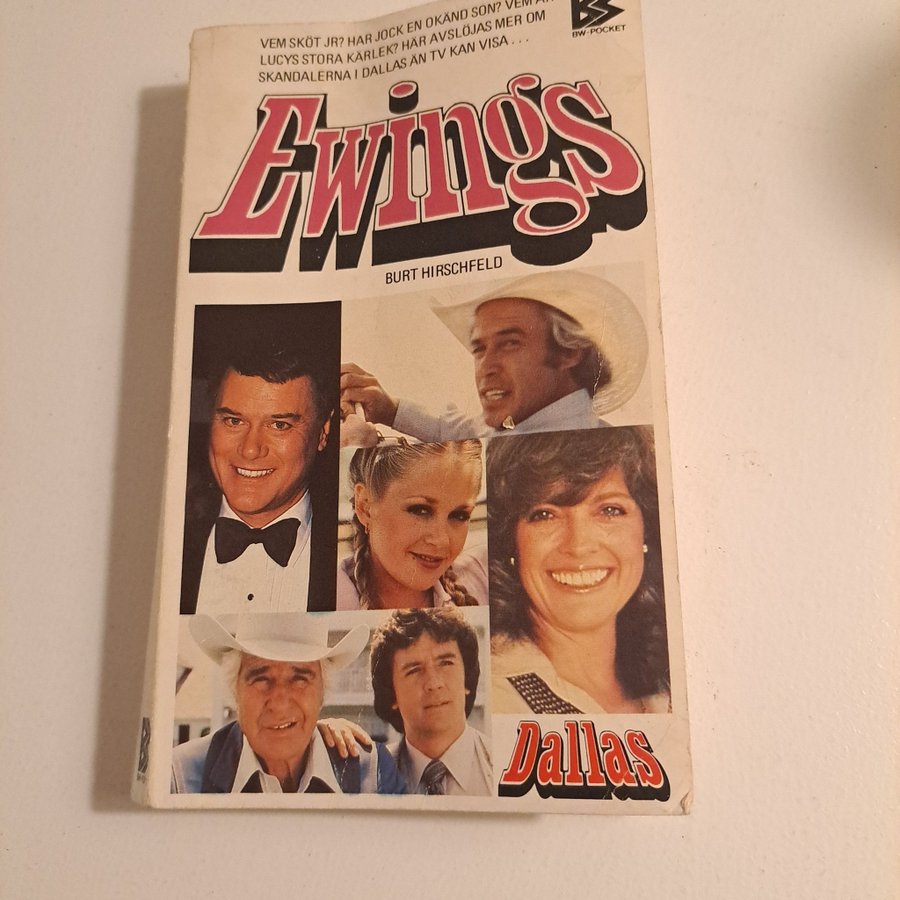 VEM SKÖT JR? HAR JOCK EN OKÄND SON? VEM ÄR
LUCYS STORA KÄRLEK? HÄR AVSLÖJAS MER OM
SKANDALERNA I DALLAS ÄN TV KAN VISA...
BW-POCKET
Ewings
BURT HIRSCHFELD
Dallas